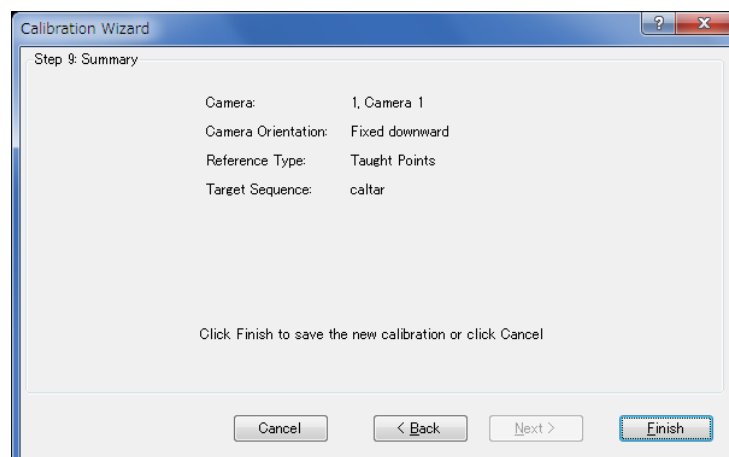 Calibration Wizard
?
X
Step 9: Summary
Camera: 1, Camera 1
Camera Orientation: Fixed downward
Reference Type: Taught Points
Target Sequence: caltar
Click Finish to save the new calibration or click Cancel
Cancel < Back Next > Finish